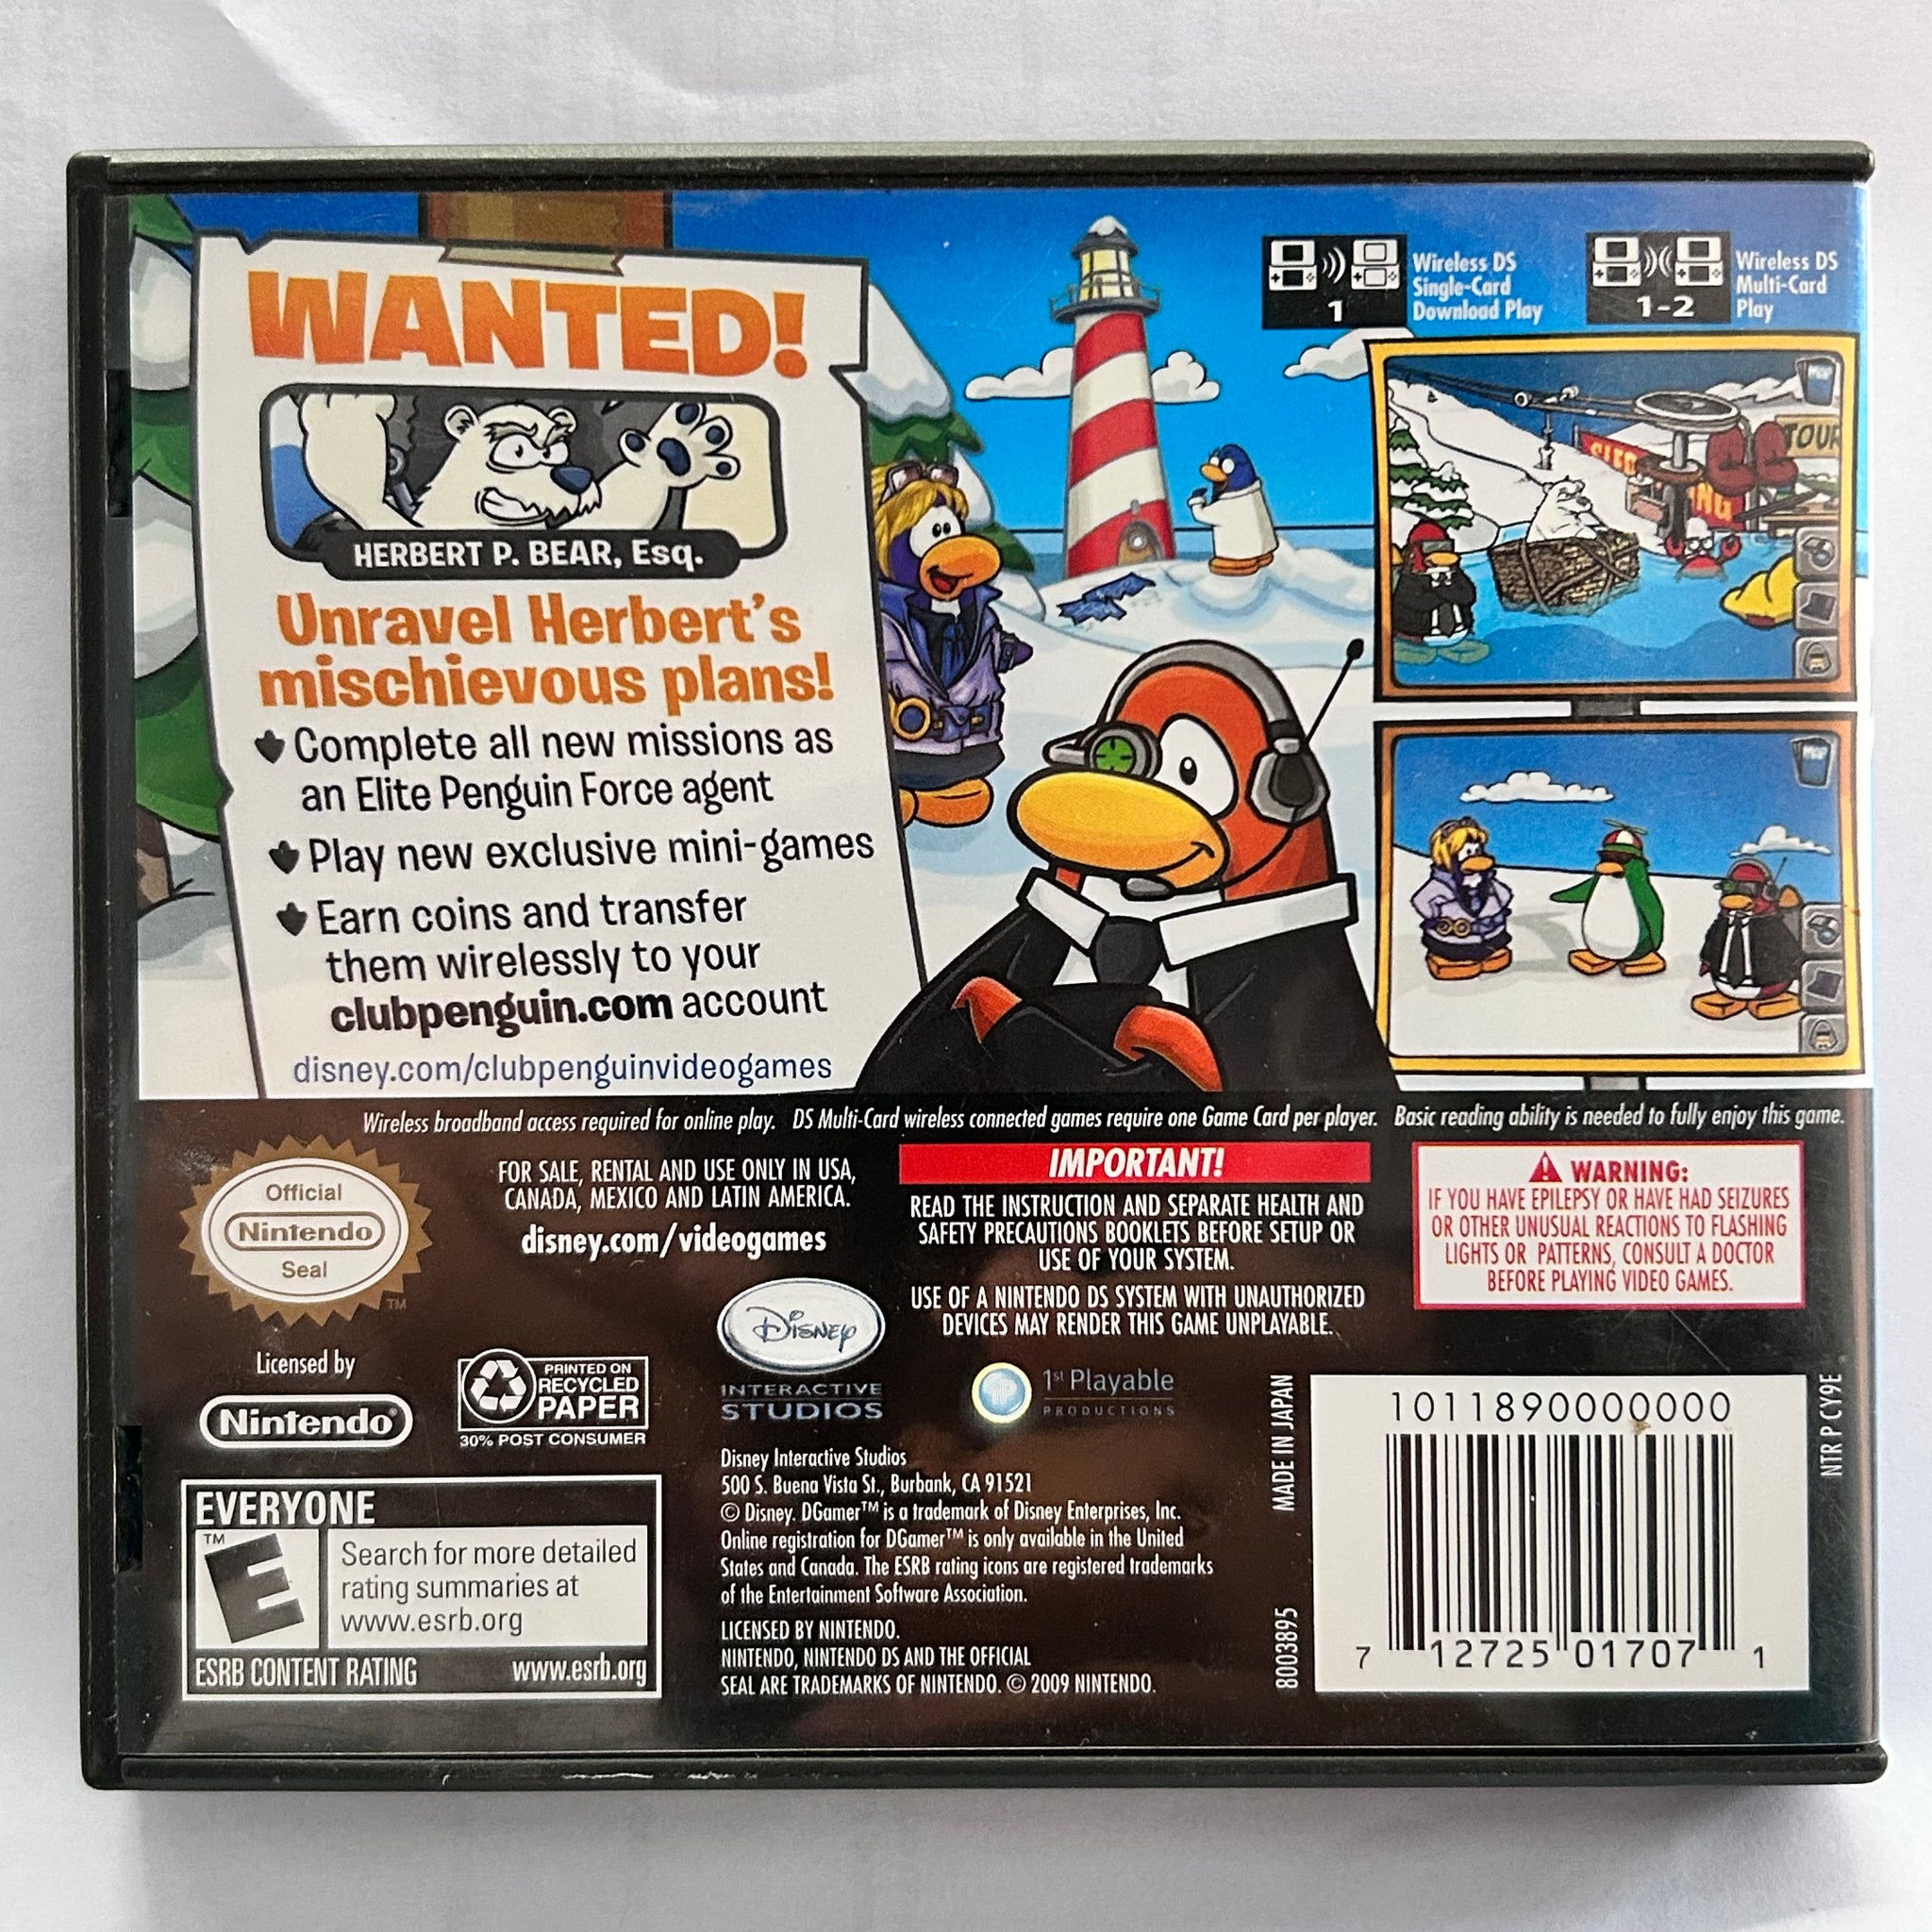 WANTED!
HERBERT P. BEAR, Esq.
Unravel Herbert's
mischievous plans!
Complete all new missions as
an Elite Penguin Force agent
Play new exclusive mini-games
Earn coins and transfer
them wirelessly to your
clubpenguin.com account
disney.com/clubpenguinvideogames
1
Wireless DS
Single-Card
Download Play
1-2
Wireless DS
Multi-Card
Play
TOUR
Wireless broadband access required for online play. DS Multi-Card wireless connected games require one Game Card per player. Basic reading ability is needed to fully enjoy this game.
Official
Nintendo
Seal
TM
Licensed by
Nintendo®
PRINTED ON
RECYCLED
PAPER
30% POST CONSUMER
EVERYONE
TM
E
Search for more detailed
rating summaries at
www.esrb.org
ESRB CONTENT RATING www.esrb.org
FOR SALE, RENTAL AND USE ONLY IN USA,
CANADA, MEXICO AND LATIN AMERICA.
disney.com/videogames
Disney
INTERACTIVE
STUDIOS
IMPORTANT!
READ THE INSTRUCTION AND SEPARATE HEALTH AND
SAFETY PRECAUTIONS BOOKLETS BEFORE SETUP OR
USE OF YOUR SYSTEM.
USE OF A NINTENDO DS SYSTEM WITH UNAUTHORIZED
DEVICES MAY RENDER THIS GAME UNPLAYABLE.
1P
1st Playable
PRODUCTIONS
Disney Interactive Studios
500 S. Buena Vista St., Burbank, CA 91521
© Disney. DGamer™ is a trademark of Disney Enterprises, Inc.
Online registration for DGamer™ is only available in the United
States and Canada. The ESRB rating icons are registered trademarks
of the Entertainment Software Association.
LICENSED BY NINTENDO.
NINTENDO, NINTENDO DS AND THE OFFICIAL
SEAL ARE TRADEMARKS OF NINTENDO. © 2009 NINTENDO.
WARNING:
IF YOU HAVE EPILEPSY OR HAVE HAD SEIZURES
OR OTHER UNUSUAL REACTIONS TO FLASHING
LIGHTS OR PATTERNS, CONSULT A DOCTOR
BEFORE PLAYING VIDEO GAMES.
MADE IN JAPAN
8003895
1011890000000
7 12725 01707 1
NTR P CY9E